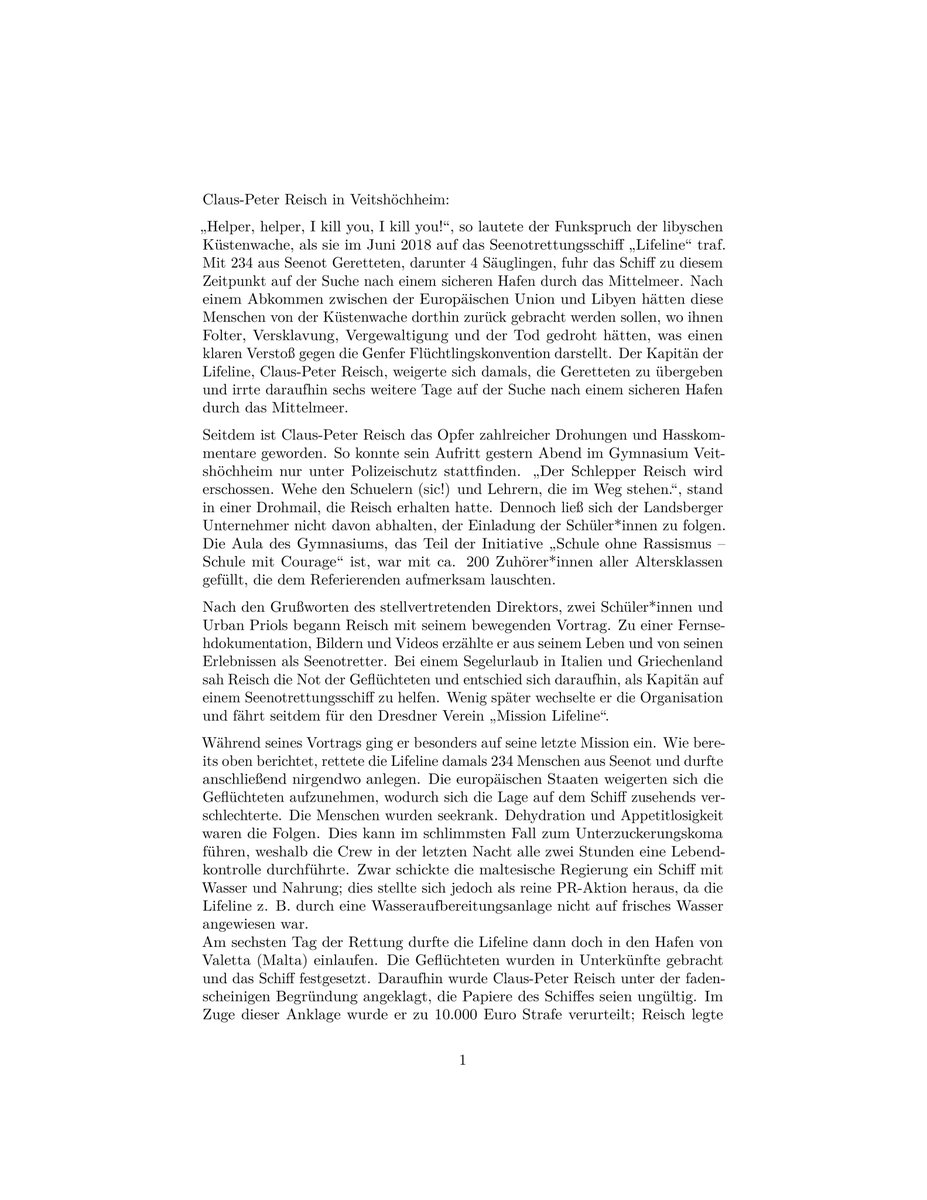 Claus-Peter Reisch in Veitshöchheim:
„Helper, helper, I kill you, I kill you!“, so lautete der Funkspruch der libyschen
Küstenwache, als sie im Juni 2018 auf das Seenotrettungsschiff „Lifeline“ traf.
Mit 234 aus Seenot Geretteten, darunter 4 Säuglingen, fuhr das Schiff zu diesem
Zeitpunkt auf der Suche nach einem sicheren Hafen durch das Mittelmeer. Nach
einem Abkommen zwischen der Europäischen Union und Libyen hätten diese
Menschen von der Küstenwache dorthin zurück gebracht werden sollen, wo ihnen
Folter, Versklavung, Vergewaltigung und der Tod gedroht hätten, was einen
klaren Verstoß gegen die Genfer Flüchtlingskonvention darstellt. Der Kapitän der
Lifeline, Claus-Peter Reisch, weigerte sich damals, die Geretteten zu übergeben
und irrte daraufhin sechs weitere Tage auf der Suche nach einem sicheren Hafen
durch das Mittelmeer.
Seitdem ist Claus-Peter Reisch das Opfer zahlreicher Drohungen und Hasskom-
mentare geworden. So konnte sein Aufritt gestern Abend im Gymnasium Veit-
shöchheim nur unter Polizeischutz stattfinden. „Der Schlepper Reisch wird
erschossen. Wehe den Schuelern (sic!) und Lehrern, die im Weg stehen.“, stand
in einer Drohmail, die Reisch erhalten hatte. Dennoch ließ sich der Landsberger
Unternehmer nicht davon abhalten, der Einladung der Schüler*innen zu folgen.
Die Aula des Gymnasiums, das Teil der Initiative „Schule ohne Rassismus –
Schule mit Courage“ ist, war mit ca. 200 Zuhörer*innen aller Altersklassen
gefüllt, die dem Referierenden aufmerksam lauschten.
Nach den Grußworten des stellvertretenden Direktors, zwei Schüler*innen und
Urban Priols begann Reisch mit seinem bewegenden Vortrag. Zu einer Fernse-
hdokumentation, Bildern und Videos erzählte er aus seinem Leben und von seinen
Erlebnissen als Seenotretter. Bei einem Segelurlaub in Italien und Griechenland
sah Reisch die Not der Geflüchteten und entschied sich daraufhin, als Kapitän auf
einem Seenotrettungsschiff zu helfen. Wenig später wechselte er die Organisation
und fährt seitdem für den Dresdner Verein „Mission Lifeline“.
Während seines Vortrags ging er besonders auf seine letzte Mission ein. Wie bere-
its oben berichtet, rettete die Lifeline damals 234 Menschen aus Seenot und durfte
anschließend nirgendwo anlegen. Die europäischen Staaten weigerten sich die
Geflüchteten aufzunehmen, wodurch sich die Lage auf dem Schiff zusehends ver-
schlechterte. Die Menschen wurden seekrank. Dehydration und Appetitlosigkeit
waren die Folgen. Dies kann im schlimmsten Fall zum Unterzuckerungskoma
führen, weshalb die Crew in der letzten Nacht alle zwei Stunden eine Lebend-
kontrolle durchführte. Zwar schickte die maltesische Regierung ein Schiff mit
Wasser und Nahrung; dies stellte sich jedoch als reine PR-Aktion heraus, da die
Lifeline z. B. durch eine Wasseraufbereitungsanlage nicht auf frisches Wasser
angewiesen war.
Am sechsten Tag der Rettung durfte die Lifeline dann doch in den Hafen von
Valetta (Malta) einlaufen. Die Geflüchteten wurden in Unterkünfte gebracht
und das Schiff festgesetzt. Daraufhin wurde Claus-Peter Reisch unter der faden-
scheinigen Begründung angeklagt, die Papiere des Schiffes seien ungültig. Im
Zuge dieser Anklage wurde er zu 10.000 Euro Strafe verurteilt; Reisch legte
1